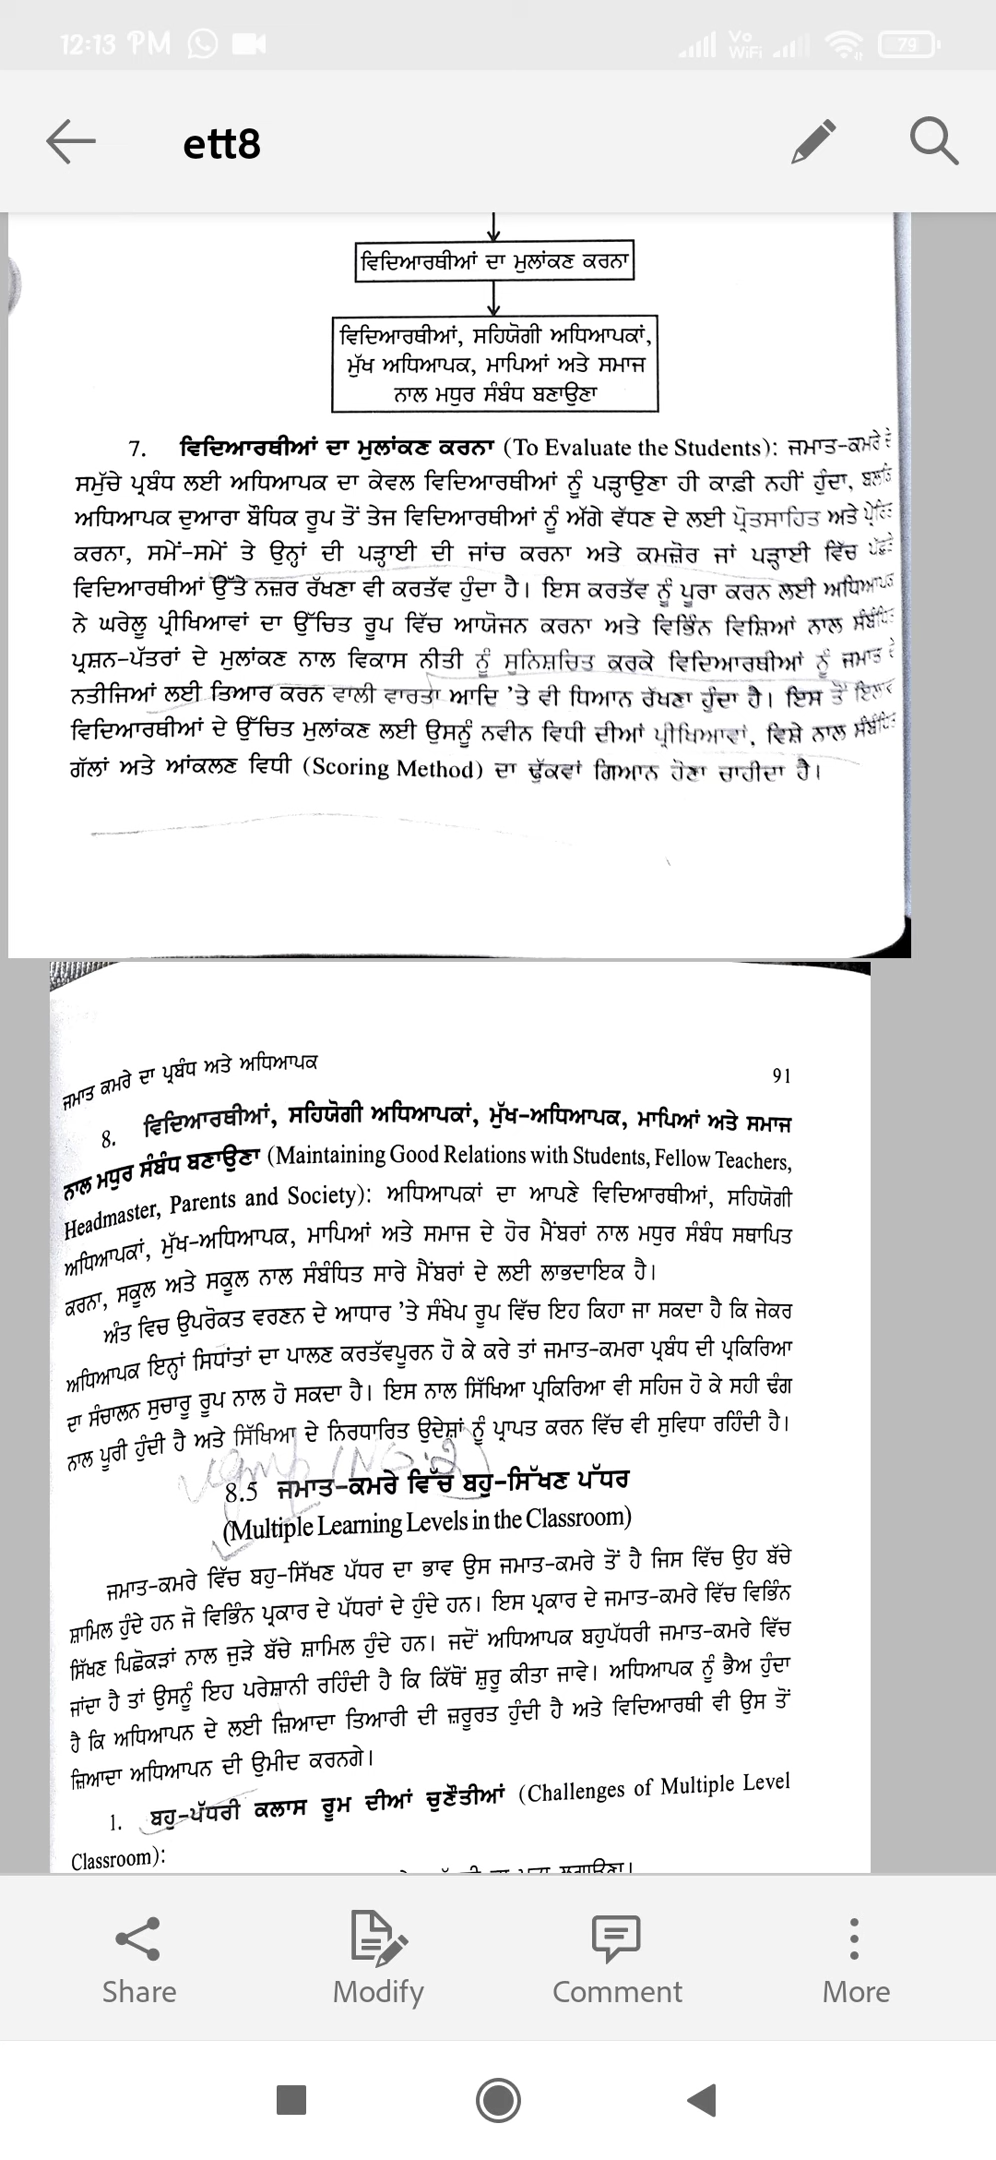 12:13 PM
Vo
WiFi
79
ett8
ਵਿਦਿਆਰਥੀਆਂ ਦਾ ਮੁਲਾਂਕਣ ਕਰਨਾ
ਵਿਦਿਆਰਥੀਆਂ, ਸਹਿਯੋਗੀ ਅਧਿਆਪਕਾਂ,
ਮੁੱਖ ਅਧਿਆਪਕ, ਮਾਪਿਆਂ ਅਤੇ ਸਮਾਜ
ਨਾਲ ਮਧੁਰ ਸੰਬੰਧ ਬਣਾਉਣਾ
7. ਵਿਦਿਆਰਥੀਆਂ ਦਾ ਮੁਲਾਂਕਣ ਕਰਨਾ (To Evaluate the Students): ਜਮਾਤ-ਕਮਰੇ ਦੇ
ਸਮੁੱਚੇ ਪ੍ਰਬੰਧ ਲਈ ਅਧਿਆਪਕ ਦਾ ਕੇਵਲ ਵਿਦਿਆਰਥੀਆਂ ਨੂੰ ਪੜ੍ਹਾਉਣਾ ਹੀ ਕਾਫ਼ੀ ਨਹੀਂ ਹੁੰਦਾ,
ਅਧਿਆਪਕ ਦੁਆਰਾ ਬੌਧਿਕ ਰੂਪ ਤੋਂ ਤੇਜ ਵਿਦਿਆਰਥੀਆਂ ਨੂੰ ਅੱਗੇ ਵੱਧਣ ਦੇ ਲਈ ਪ੍ਰੋਤਸਾਹਿਤ ਅਤੇ ਪ੍ਰੇਰਿਤ
ਕਰਨਾ, ਸਮੇਂ-ਸਮੇਂ ਤੇ ਉਨ੍ਹਾਂ ਦੀ ਪੜ੍ਹਾਈ ਦੀ ਜਾਂਚ ਕਰਨਾ ਅਤੇ ਕਮਜ਼ੋਰ ਜਾਂ ਪੜ੍ਹਾਈ ਵਿੱਚ ਪੱਛੜੇ
ਵਿਦਿਆਰਥੀਆਂ ਉੱਤੇ ਨਜ਼ਰ ਰੱਖਣਾ ਵੀ ਕਰਤੱਵ ਹੁੰਦਾ ਹੈ। ਇਸ ਕਰਤੱਵ ਨੂੰ ਪੂਰਾ ਕਰਨ ਲਈ ਅਧਿਆਪਕ
ਨੇ ਘਰੇਲੂ ਪ੍ਰੀਖਿਆਵਾਂ ਦਾ ਉੱਚਿਤ ਰੂਪ ਵਿੱਚ ਆਯੋਜਨ ਕਰਨਾ ਅਤੇ ਵਿਭਿੰਨ ਵਿਸ਼ਿਆਂ ਨਾਲ ਸੰਬੰਧਿਤ
ਪ੍ਰਸ਼ਨ-ਪੱਤਰਾਂ ਦੇ ਮੁਲਾਂਕਣ ਨਾਲ ਵਿਕਾਸ ਨੀਤੀ ਨੂੰ ਸੁਨਿਸ਼ਚਿਤ ਕਰਕੇ ਵਿਦਿਆਰਥੀਆਂ ਨੂੰ ਜਮਾਤ ਦੇ
ਨਤੀਜਿਆਂ ਲਈ ਤਿਆਰ ਕਰਨ ਵਾਲੀ ਵਾਰਤਾ ਆਦਿ ’ਤੇ ਵੀ ਧਿਆਨ ਰੱਖਣਾ ਹੁੰਦਾ ਹੈ। ਇਸ ਤੋਂ ਇਲਾਵਾ
ਵਿਦਿਆਰਥੀਆਂ ਦੇ ਉੱਚਿਤ ਮੁਲਾਂਕਣ ਲਈ ਉਸਨੂੰ ਨਵੀਨ ਵਿਧੀ ਦੀਆਂ ਪ੍ਰੀਖਿਆਵਾਂ, ਵਿਸ਼ੇ ਨਾਲ ਸੰਬੰਧਿਤ
ਗੱਲਾਂ ਅਤੇ ਆਂਕਲਣ ਵਿਧੀ (Scoring Method) ਦਾ ਢੁੱਕਵਾਂ ਗਿਆਨ ਹੋਣਾ ਚਾਹੀਦਾ ਹੈ।
ਜਮਾਤ ਕਮਰੇ ਦਾ ਪ੍ਰਬੰਧ ਅਤੇ ਅਧਿਆਪਕ 91
8. ਵਿਦਿਆਰਥੀਆਂ, ਸਹਿਯੋਗੀ ਅਧਿਆਪਕਾਂ, ਮੁੱਖ-ਅਧਿਆਪਕ, ਮਾਪਿਆਂ ਅਤੇ ਸਮਾਜ
ਨਾਲ ਮਧੁਰ ਸੰਬੰਧ ਬਣਾਉਣਾ (Maintaining Good Relations with Students, Fellow Teachers,
Headmaster, Parents and Society): ਅਧਿਆਪਕਾਂ ਦਾ ਆਪਣੇ ਵਿਦਿਆਰਥੀਆਂ, ਸਹਿਯੋਗੀ
ਅਧਿਆਪਕਾਂ, ਮੁੱਖ-ਅਧਿਆਪਕ, ਮਾਪਿਆਂ ਅਤੇ ਸਮਾਜ ਦੇ ਹੋਰ ਮੈਂਬਰਾਂ ਨਾਲ ਮਧੁਰ ਸੰਬੰਧ ਸਥਾਪਿਤ
ਕਰਨਾ, ਸਕੂਲ ਅਤੇ ਸਕੂਲ ਨਾਲ ਸੰਬੰਧਿਤ ਸਾਰੇ ਮੈਂਬਰਾਂ ਦੇ ਲਈ ਲਾਭਦਾਇਕ ਹੈ।
ਅੰਤ ਵਿਚ ਉਪਰੋਕਤ ਵਰਣਨ ਦੇ ਆਧਾਰ ’ਤੇ ਸੰਖੇਪ ਰੂਪ ਵਿੱਚ ਇਹ ਕਿਹਾ ਜਾ ਸਕਦਾ ਹੈ ਕਿ ਜੇਕਰ
ਅਧਿਆਪਕ ਇਨ੍ਹਾਂ ਸਿਧਾਂਤਾਂ ਦਾ ਪਾਲਣ ਕਰਤੱਵਪੂਰਨ ਹੋ ਕੇ ਕਰੇ ਤਾਂ ਜਮਾਤ-ਕਮਰਾ ਪ੍ਰਬੰਧ ਦੀ ਪ੍ਰਕਿਰਿਆ
ਦਾ ਸੰਚਾਲਨ ਸੁਚਾਰੂ ਰੂਪ ਨਾਲ ਹੋ ਸਕਦਾ ਹੈ। ਇਸ ਨਾਲ ਸਿੱਖਿਆ ਪ੍ਰਕਿਰਿਆ ਵੀ ਸਹਿਜ ਹੋ ਕੇ ਸਹੀ ਢੰਗ
ਨਾਲ ਪੂਰੀ ਹੁੰਦੀ ਹੈ ਅਤੇ ਸਿੱਖਿਆ ਦੇ ਨਿਰਧਾਰਿਤ ਉਦੇਸ਼ਾਂ ਨੂੰ ਪ੍ਰਾਪਤ ਕਰਨ ਵਿੱਚ ਵੀ ਸੁਵਿਧਾ ਰਹਿੰਦੀ ਹੈ।
8.5 ਜਮਾਤ-ਕਮਰੇ ਵਿੱਚ ਬਹੁ-ਸਿੱਖਣ ਪੱਧਰ
(Multiple Learning Levels in the Classroom)
ਜਮਾਤ-ਕਮਰੇ ਵਿੱਚ ਬਹੁ-ਸਿੱਖਣ ਪੱਧਰ ਦਾ ਭਾਵ ਉਸ ਜਮਾਤ-ਕਮਰੇ ਤੋਂ ਹੈ ਜਿਸ ਵਿੱਚ ਉਹ ਬੱਚੇ
ਸ਼ਾਮਿਲ ਹੁੰਦੇ ਹਨ ਜੋ ਵਿਭਿੰਨ ਪ੍ਰਕਾਰ ਦੇ ਪੱਧਰਾਂ ਦੇ ਹੁੰਦੇ ਹਨ। ਇਸ ਪ੍ਰਕਾਰ ਦੇ ਜਮਾਤ-ਕਮਰੇ ਵਿੱਚ ਵਿਭਿੰਨ
ਸਿੱਖਣ ਪਿਛੋਕੜਾਂ ਨਾਲ ਜੁੜੇ ਬੱਚੇ ਸ਼ਾਮਿਲ ਹੁੰਦੇ ਹਨ। ਜਦੋਂ ਅਧਿਆਪਕ ਬਹੁਪੱਧਰੀ ਜਮਾਤ-ਕਮਰੇ ਵਿੱਚ
ਜਾਂਦਾ ਹੈ ਤਾਂ ਉਸਨੂੰ ਇਹ ਪਰੇਸ਼ਾਨੀ ਰਹਿੰਦੀ ਹੈ ਕਿ ਕਿੱਥੋਂ ਸ਼ੁਰੂ ਕੀਤਾ ਜਾਵੇ। ਅਧਿਆਪਕ ਨੂੰ ਭੈਅ ਹੁੰਦਾ
ਹੈ ਕਿ ਅਧਿਆਪਨ ਦੇ ਲਈ ਜ਼ਿਆਦਾ ਤਿਆਰੀ ਦੀ ਜ਼ਰੂਰਤ ਹੁੰਦੀ ਹੈ ਅਤੇ ਵਿਦਿਆਰਥੀ ਵੀ ਉਸ ਤੋਂ
ਜ਼ਿਆਦਾ ਅਧਿਆਪਨ ਦੀ ਉਮੀਦ ਕਰਨਗੇ।
1. ਬਹੁ-ਪੱਧਰੀ ਕਲਾਸ ਰੂਮ ਦੀਆਂ ਚੁਣੌਤੀਆਂ (Challenges of Multiple Level
Classroom):
Share
Modify
Comment
More